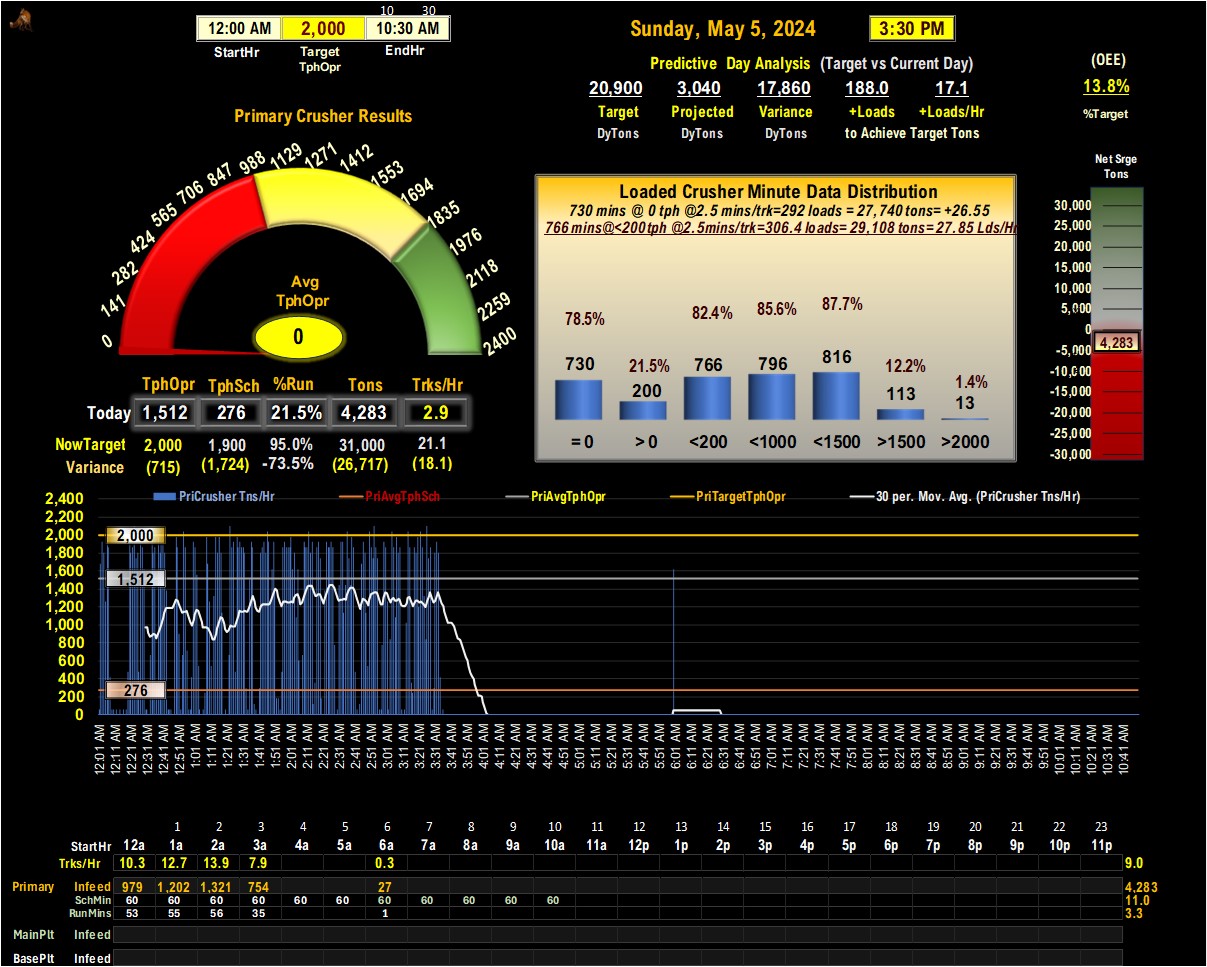 10 30
12:00 AM 2,000 10:30 AM
StartHr Target EndHr
TphOpr
Sunday, May 5, 2024 3:30 PM
Predictive Day Analysis (Target vs Current Day)
20,900 3,040 17,860 188.0 17.1
Target Projected Variance +Loads +Loads/Hr
DyTons DyTons DyTons to Achieve Target Tons
(OEE)
13.8%
%Target
Primary Crusher Results
0 141 282 424 565 706 847 988 1129 1271 1412 1553 1694 1835 1976 2118 2259 2400
Avg
TphOpr
0
TphOpr TphSch %Run Tons Trks/Hr
Today 1,512 276 21.5% 4,283 2.9
NowTarget 2,000 1,900 95.0% 31,000 21.1
Variance (715) (1,724) -73.5% (26,717) (18.1)
Loaded Crusher Minute Data Distribution
730 mins @ 0 tph @2.5 mins/trk=292 loads = 27,740 tons= +26.55
766 mins@<200 tph @2.5mins/trk=306.4 loads= 29,108 tons= 27.85 Lds/Hr
78.5% 21.5% 82.4% 85.6% 87.7% 12.2% 1.4%
730 200 766 796 816 113 13
=0 >0 <200 <1000 <1500 >1500 >2000
Net Srge
Tons
30,000
25,000
20,000
15,000
10,000
5,000
0
4,283
-5,000
-10,000
-15,000
-20,000
-25,000
-30,000
PriCrusher Tns/Hr PriAvgTphSch PriAvgTphOpr PriTargetTphOpr 30 per. Mov. Avg. (PriCrusher Tns/Hr)
2,400
2,200
2,000
1,800
1,600
1,400
1,200
1,000
800
600
400
200
0
2,000
1,512
276
12:01 AM 12:11 AM 12:21 AM 12:31 AM 12:41 AM 12:51 AM 1:01 AM 1:11 AM 1:21 AM 1:31 AM 1:41 AM 1:51 AM 2:01 AM 2:11 AM 2:21 AM 2:31 AM 2:41 AM 2:51 AM 3:01 AM 3:11 AM 3:21 AM 3:31 AM 3:41 AM 3:51 AM 4:01 AM 4:11 AM 4:21 AM 4:31 AM 4:41 AM 4:51 AM 5:01 AM 5:11 AM 5:21 AM 5:31 AM 5:41 AM 5:51 AM 6:01 AM 6:11 AM 6:21 AM 6:31 AM 6:41 AM 6:51 AM 7:01 AM 7:11 AM 7:21 AM 7:31 AM 7:41 AM 7:51 AM 8:01 AM 8:11 AM 8:21 AM 8:31 AM 8:41 AM 8:51 AM 9:01 AM 9:11 AM 9:21 AM 9:31 AM 9:41 AM 9:51 AM 10:01 AM 10:11 AM 10:21 AM 10:31 AM 10:41 AM
1 2 3 4 5 6 7 8 9 10 11 12 13 14 15 16 17 18 19 20 21 22 23
StartHr 12a 1a 2a 3a 4a 5a 6a 7a 8a 9a 10a 11a 12p 1p 2p 3p 4p 5p 6p 7p 8p 9p 10p 11p
Trks/Hr 10.3 12.7 13.9 7.9 0.3 9.0
Primary Infeed 979 1,202 1,321 754 27 4,283
SchMin 60 60 60 60 60 60 60 60 60 60 60 11.0
RunMins 53 55 56 35 1 3.3
MainPlt Infeed
BasePlt Infeed